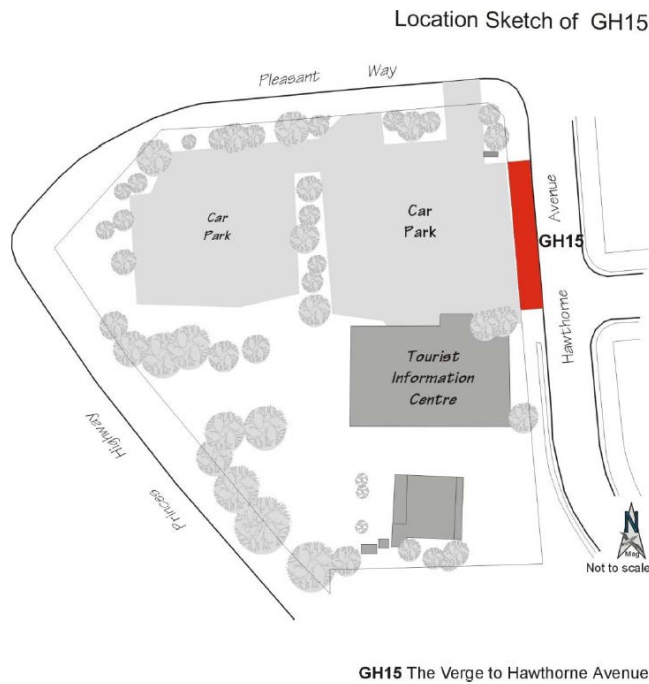 Location Sketch of GH15
Pleasant Way
Car
Park
Car
Park
GH15
Hawthorne Avenue
Tourist
Information
Centre
Princes Highway
N
Mag
Not to scale
GH15 The Verge to Hawthorne Avenue